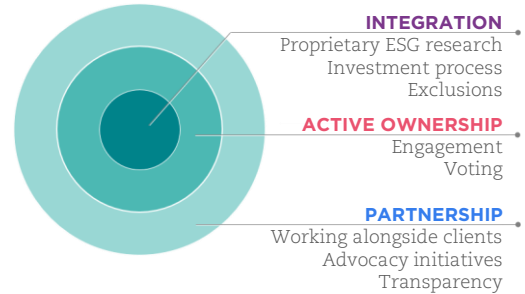 INTEGRATION
Proprietary ESG research
Investment process
Exclusions
ACTIVE OWNERSHIP
Engagement
Voting
PARTNERSHIP
Working alongside clients
Advocacy initiatives
Transparency